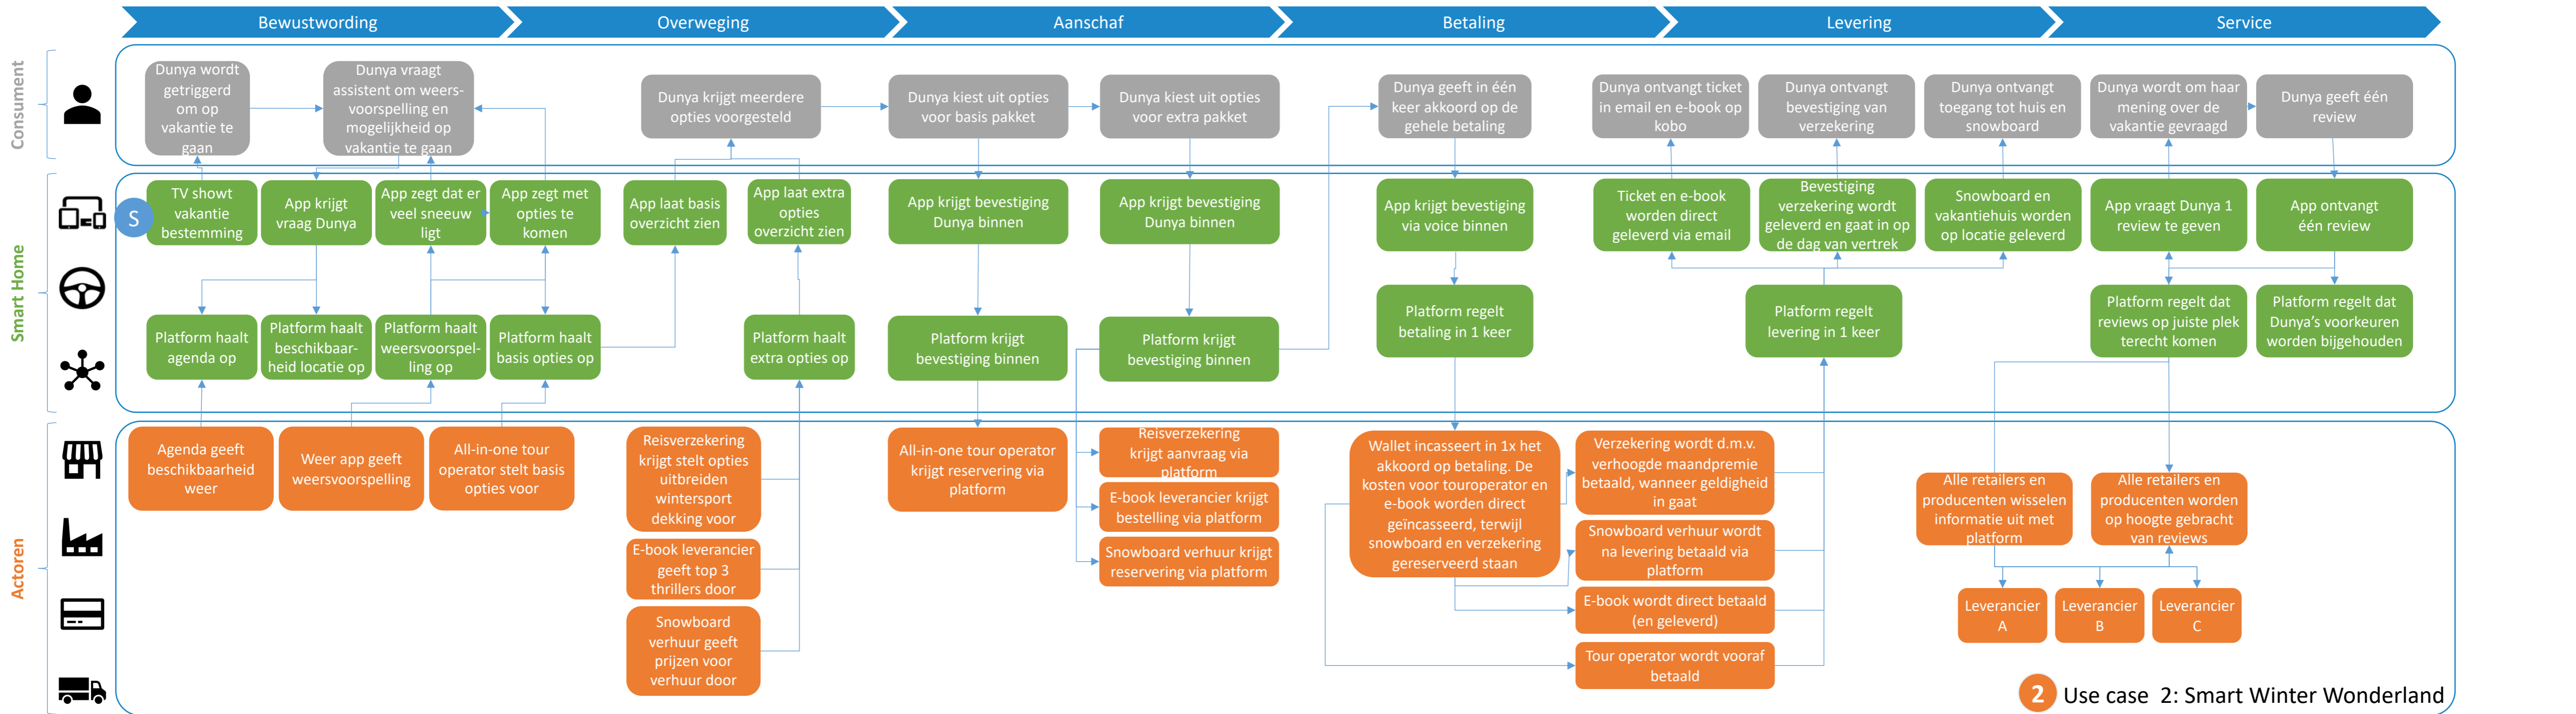 Bewustwording
Overweging
Aanschaf
Betaling
Levering
Service
Consument
Dunya wordt
getriggerd
om op
vakantie te
gaan
Dunya vraagt
assistent om weers-
voorspelling en
mogelijkheid op
vakantie te gaan
Dunya krijgt meerdere
opties voorgesteld
Dunya kiest uit opties
voor basis pakket
Dunya kiest uit opties
voor extra pakket
Dunya geeft in één
keer akkoord op de
gehele betaling
Dunya ontvangt ticket
in email en e-book op
kobo
Dunya ontvangt
bevestiging van
verzekering
Dunya ontvangt
toegang tot huis en
snowboard
Dunya wordt om haar
mening over de
vakantie gevraagd
Dunya geeft één
review
Smart Home
S
TV showt
vakantie
bestemming
App krijgt
vraag Dunya
App zegt dat er
veel sneeuw
ligt
App zegt met
opties te
komen
App laat basis
overzicht zien
App laat extra
opties
overzicht zien
App krijgt bevestiging
Dunya binnen
App krijgt bevestiging
Dunya binnen
App krijgt bevestiging
via voice binnen
Ticket en e-book
worden direct
geleverd via email
Bevestiging
verzekering wordt
geleverd en gaat in op
de dag van vertrek
Snowboard en
vakantiehuis worden
op locatie geleverd
App vraagt Dunya 1
review te geven
App ontvangt
één review
Platform haalt
agenda op
Platform haalt
beschikbaar-
heid locatie op
Platform haalt
weersvoorspel-
ling op
Platform haalt
basis opties op
Platform haalt
extra opties op
Platform krijgt
bevestiging binnen
Platform krijgt
bevestiging binnen
Platform regelt
betaling in 1 keer
Platform regelt
levering in 1 keer
Platform regelt dat
reviews op juiste plek
terecht komen
Platform regelt dat
Dunya's voorkeuren
worden bijgehouden
Actoren
Agenda geeft
beschikbaarheid
weer
Weer app geeft
weersvoorspelling
All-in-one tour
operator stelt basis
opties voor
Reisverzekering
krijgt stelt opties
uitbreiden
wintersport
dekking voor
E-book leverancier
geeft top 3
thrillers door
Snowboard
verhuur geeft
prijzen voor
verhuur door
All-in-one tour operator
krijgt reservering via
platform
Reisverzekering
krijgt aanvraag via
platform
E-book leverancier krijgt
bestelling via platform
Snowboard verhuur krijgt
reservering via platform
Wallet incasseert in 1x het
akkoord op betaling. De
kosten voor touroperator en
e-book worden direct
geïncasseerd, terwijl
snowboard en verzekering
gereserveerd staan
Verzekering wordt d.m.v.
verhoogde maandpremie
betaald, wanneer geldigheid
in gaat
Snowboard verhuur wordt
na levering betaald via
platform
E-book wordt direct betaald
(en geleverd)
Tour operator wordt vooraf
betaald
Alle retailers en
producenten wisselen
informatie uit met
platform
Alle retailers en
producenten worden
op hoogte gebracht
van reviews
Leverancier
A
Leverancier
B
Leverancier
C
2 Use case 2: Smart Winter Wonderland